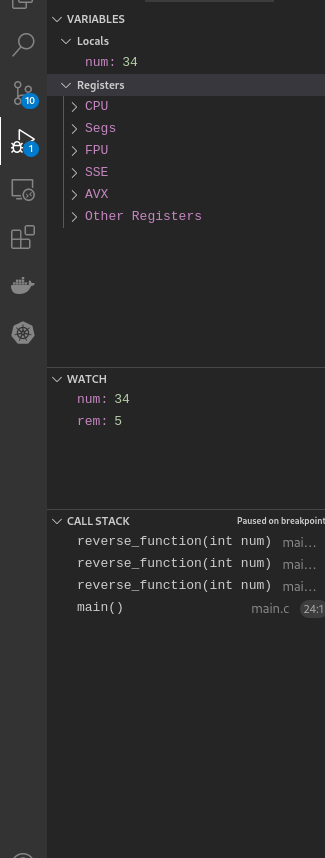 VARIABLES
Locals
num: 34
Registers
CPU
Segs
10
FPU
1
SSE
AVX
Other Registers
WATCH
num: 34
rem: 5
CALL STACK Paused on breakpoint
reverse_function(int num) mai...
reverse_function(int num) mai...
reverse_function(int num) mai...
main() main.c 24:1